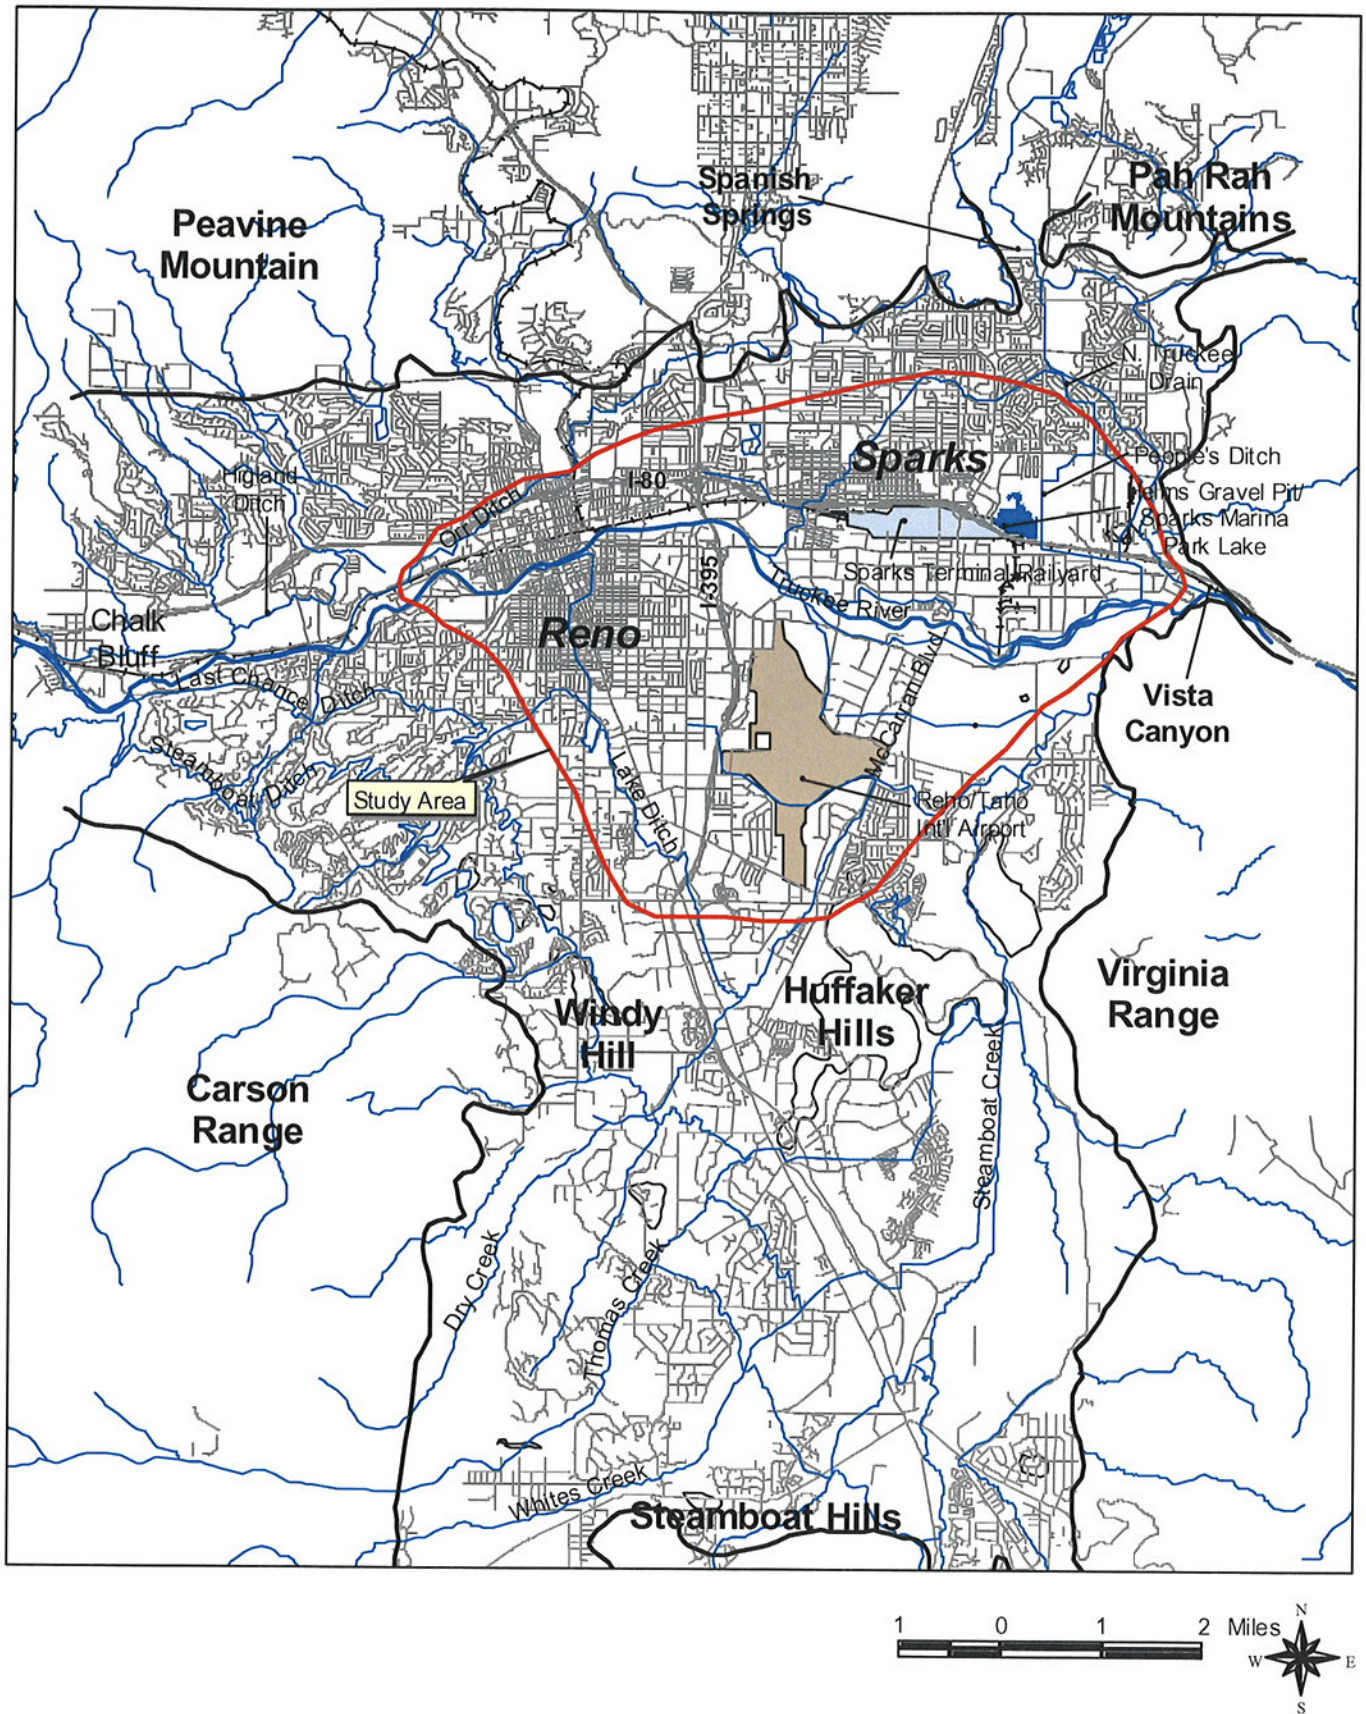 Spanish
Springs
Pah Rah
Mountains
Peavine
Mountain
N. Truckee
Drain
Sparks
People's Ditch
I-80
Higland
Ditch
Helms Gravel Pit/
Sparks Marina
Park Lake
Orr Ditch
Sparks Terminal Railyard
I-395
Truckee River
Chalk
Bluff
Reno
McCarran Blvd.
Last Chance Ditch
Vista
Canyon
Steamboat Ditch
Lake Ditch
Study Area
Reno/Taho
Int'l Airport
Huffaker
Hills
Virginia
Range
Windy
Hill
Carson
Range
Steamboat Creek
Dry Creek
Thomas Creek
Whites Creek
Steamboat Hills
1 0 1 2 Miles
N
W E
S